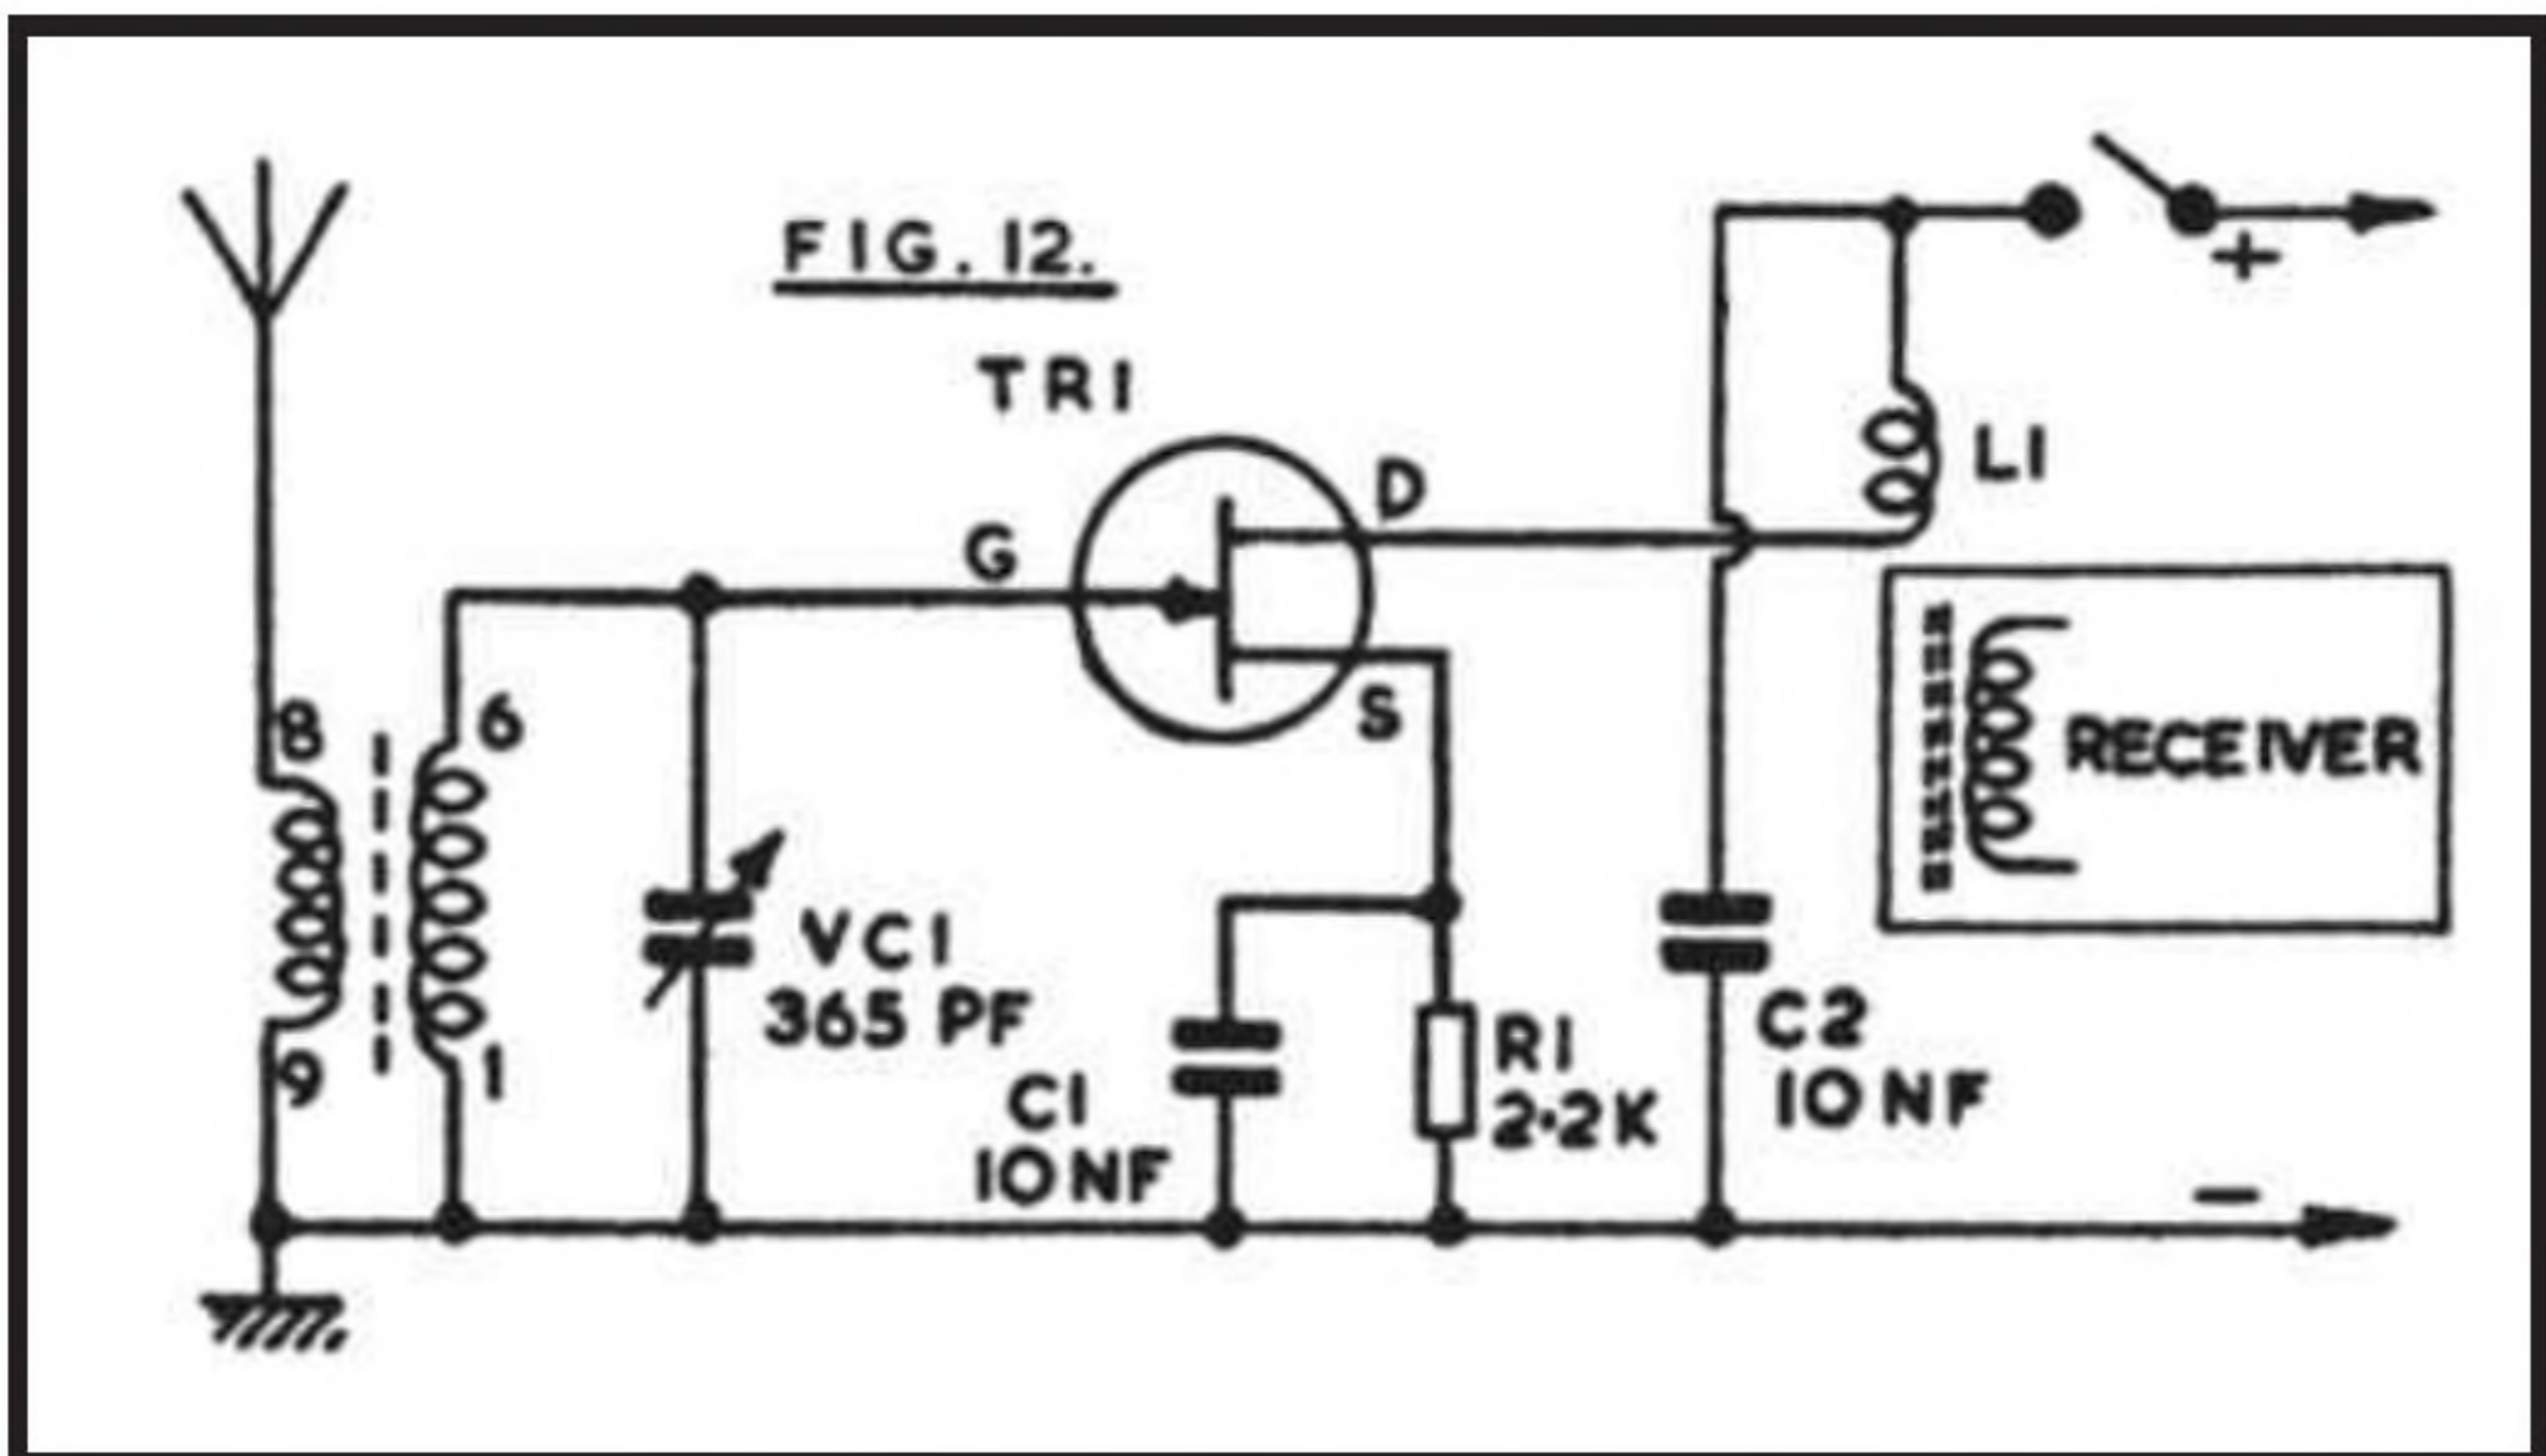 FIG. 12.
TR1
D
L1
G
S
RECEIVER
+
8
6
9
1
VC1
365 PF
C1
10NF
R1
2·2K
C2
10NF
−